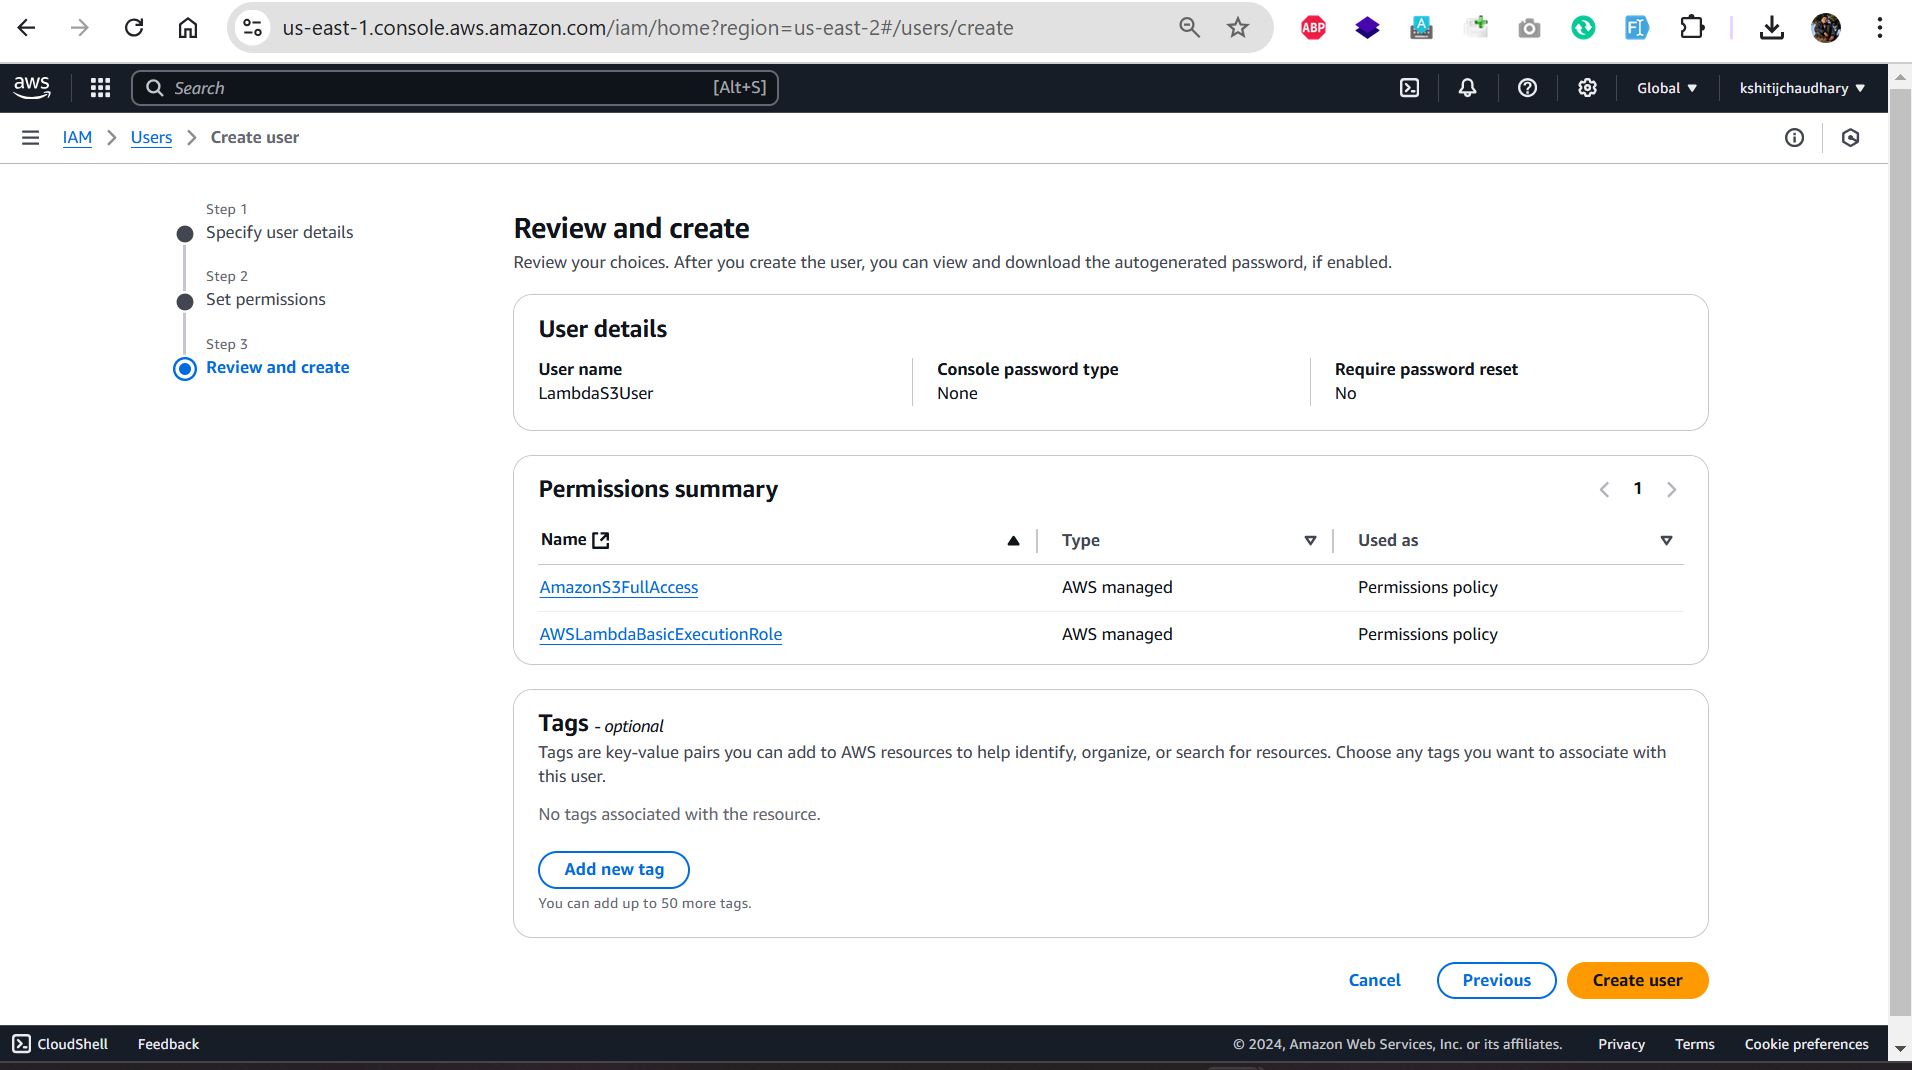 us-east-1.console.aws.amazon.com/iam/home?region=us-east-2#/users/create
ABP
A
FI
aws
Search
[Alt+S]
Global
kshitijchaudhary
IAM
Users
Create user
Step 1
Specify user details
Step 2
Set permissions
Step 3
Review and create
Review and create
Review your choices. After you create the user, you can view and download the autogenerated password, if enabled.
User details
User name
LambdaS3User
Console password type
None
Require password reset
No
Permissions summary
1
Name
Type
Used as
AmazonS3FullAccess
AWS managed
Permissions policy
AWSLambdaBasicExecutionRole
AWS managed
Permissions policy
Tags - optional
Tags are key-value pairs you can add to AWS resources to help identify, organize, or search for resources. Choose any tags you want to associate with
this user.
No tags associated with the resource.
Add new tag
You can add up to 50 more tags.
Cancel
Previous
Create user
CloudShell
Feedback
© 2024, Amazon Web Services, Inc. or its affiliates.
Privacy
Terms
Cookie preferences